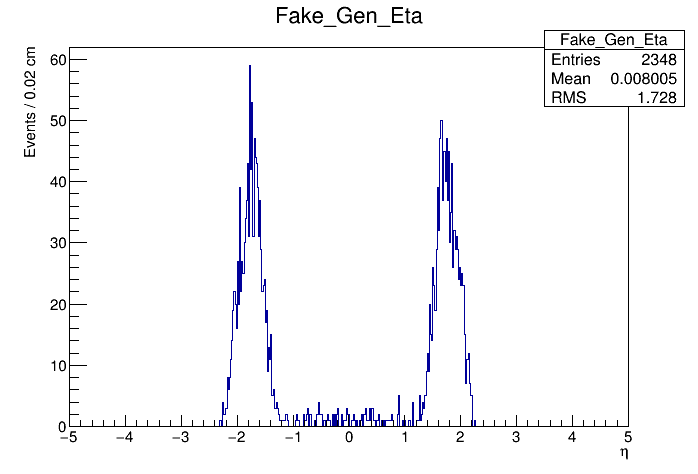 Fake_Gen_Eta
Fake_Gen_Eta
Entries 2348
Mean 0.008005
RMS 1.728
Events / 0.02 cm
60
50
40
30
20
10
0
−5 −4 −3 −2 −1 0 1 2 3 4 5
η